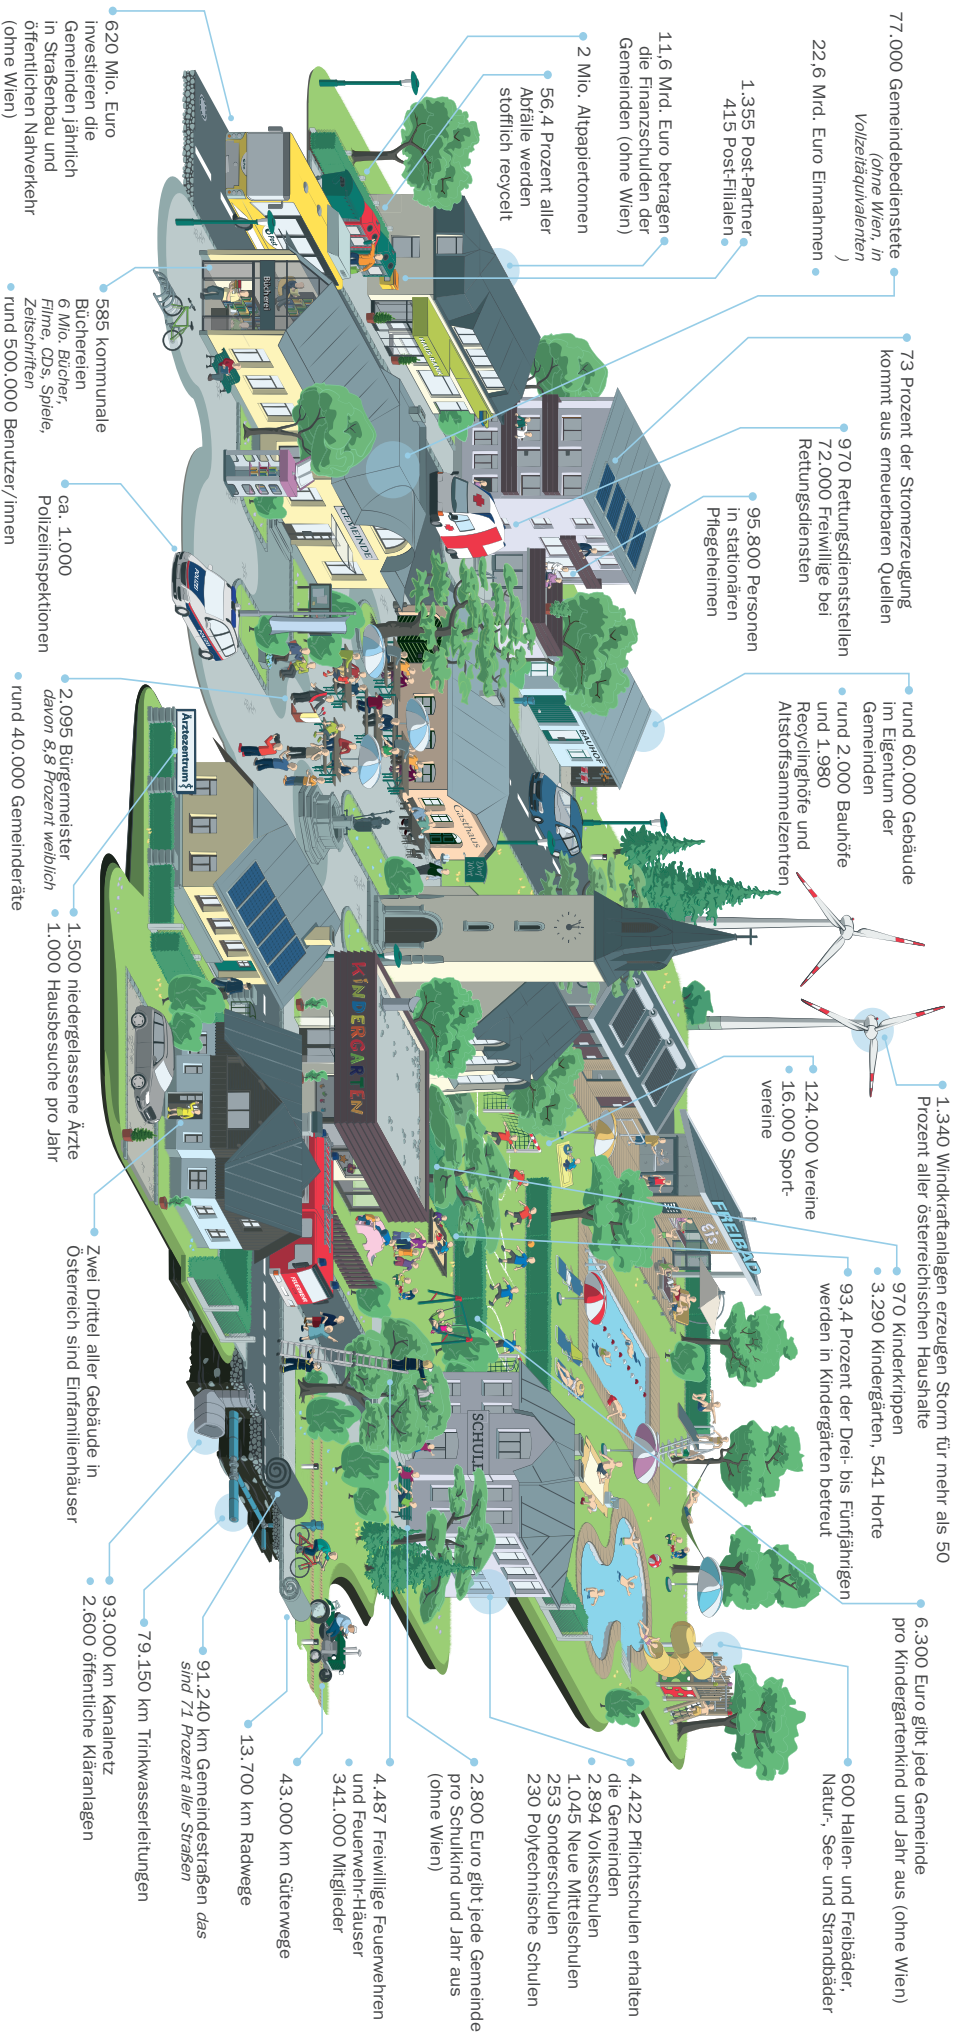 77.000 Gemeindebedienstete
(ohne Wien, in
Vollzeitäquivalenten
)
22,6 Mrd. Euro Einnahmen
1.355 Post-Partner
415 Post-Filialen
11,6 Mrd. Euro betragen
die Finanzschulden der
Gemeinden (ohne Wien)
2 Mio. Altpapiertonnen
56,4 Prozent aller
Abfälle werden
stofflich recycelt
73 Prozent der Stromerzeugung
kommt aus erneuerbaren Quellen
970 Rettungsdienststellen
72.000 Freiwillige bei
Rettungsdiensten
95.800 Personen
in stationären
Pflegeheimen
rund 60.000 Gebäude
im Eigentum der
Gemeinden
rund 2.000 Bauhöfe
und 1.980
Recyclinghöfe und
Altstoffsammelzentren
1.340 Windkraftanlagen erzeugen Storm für mehr als 50
Prozent aller österreichischen Haushalte
124.000 Vereine
16.000 Sport-
vereine
970 Kinderkrippen
3.290 Kindergärten, 541 Horte
93,4 Prozent der Drei- bis Fünfjährigen
werden in Kindergärten betreut
6.300 Euro gibt jede Gemeinde
pro Kindergartenkind und Jahr aus (ohne Wien)
600 Hallen- und Freibäder,
Natur-, See- und Strandbäder
Post
Bücherei
GEMEINDE
POLIZEI
POLIZEI
BAUHOF
Gasthaus
Ärztezentrum
KINDERGARTEN
FREIBAD
Eis
FEUERWEHR
SCHULE
620 Mio. Euro
investieren die
Gemeinden jährlich
in Straßenbau und
öffentlichen Nahverkehr
(ohne Wien)
585 kommunale
Büchereien
6 Mio. Bücher,
Filme, CDs, Spiele,
Zeitschriften
rund 500.000 Benutzer/innen
ca. 1.000
Polizeiinspektionen
2.095 Bürgermeister
davon 8,8 Prozent weiblich
rund 40.000 Gemeinderäte
1.500 niedergelassene Ärzte
1.000 Hausbesuche pro Jahr
Zwei Drittel aller Gebäude in
Österreich sind Einfamilienhäuser
93.000 km Kanalnetz
2.600 öffentliche Kläranlagen
79.150 km Trinkwasserleitungen
91.240 km Gemeindestraßen das
sind 71 Prozent aller Straßen
13.700 km Radwege
43.000 km Güterwege
4.487 Freiwillige Feuerwehren
und Feuerwehr-Häuser
341.000 Mitglieder
2.800 Euro gibt jede Gemeinde
pro Schulkind und Jahr aus
(ohne Wien)
4.422 Pflichtschulen erhalten
die Gemeinden
2.894 Volksschulen
1.045 Neue Mittelschulen
253 Sonderschulen
230 Polytechnische Schulen